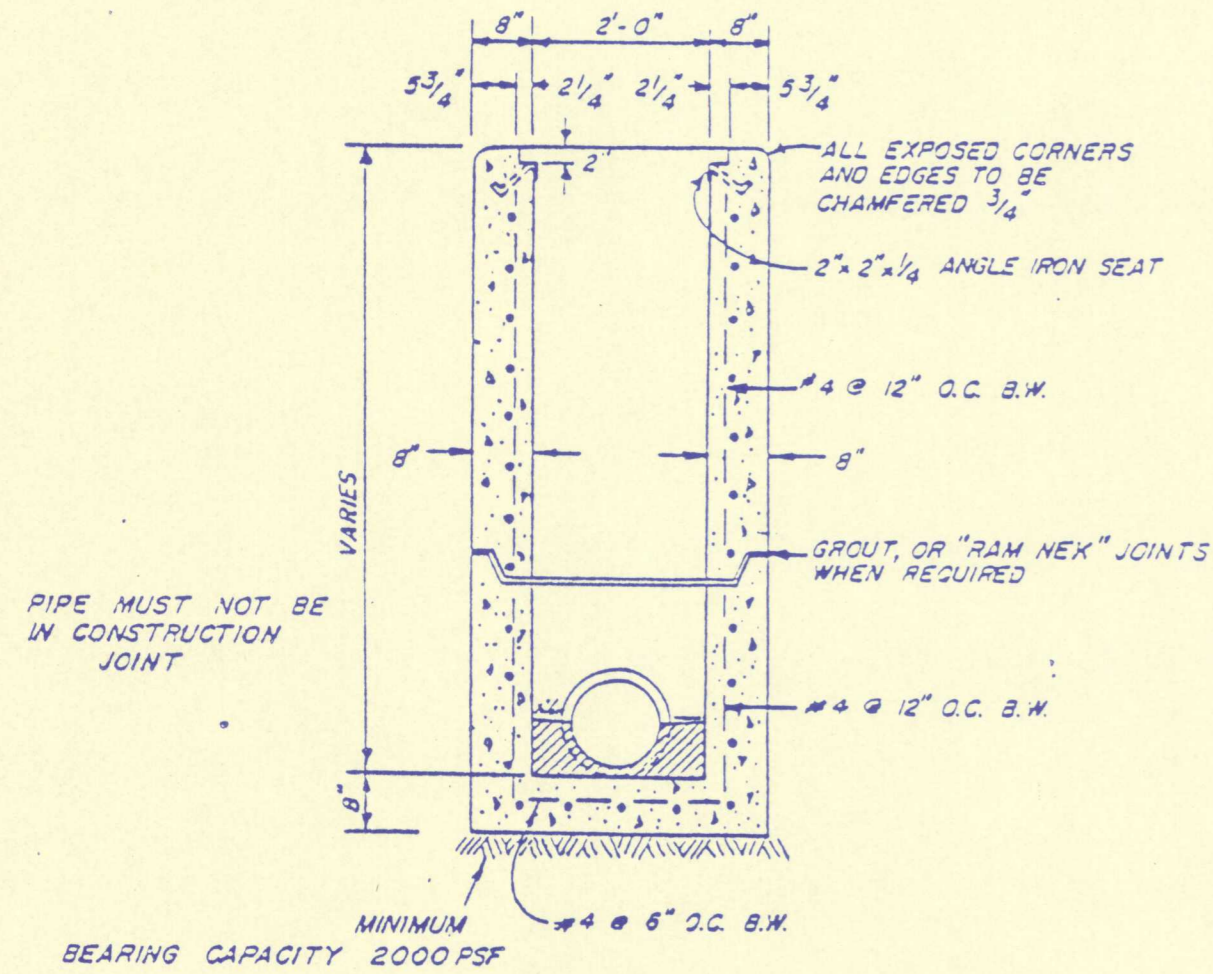 8" 2'-0" 8"
5 3/4" 2 1/4" 2 1/4" 5 3/4"
2"
ALL EXPOSED CORNERS
AND EDGES TO BE
CHAMFERED 3/4"
2"x 2"x 1/4 ANGLE IRON SEAT
#4 @ 12" O.C. B.W.
8" 8"
VARIES
GROUT, OR "RAM NEK" JOINTS
WHEN REQUIRED
PIPE MUST NOT BE
IN CONSTRUCTION
JOINT
#4 @ 12" O.C. B.W.
8"
#4 @ 6" O.C. B.W.
MINIMUM
BEARING CAPACITY 2000 PSF